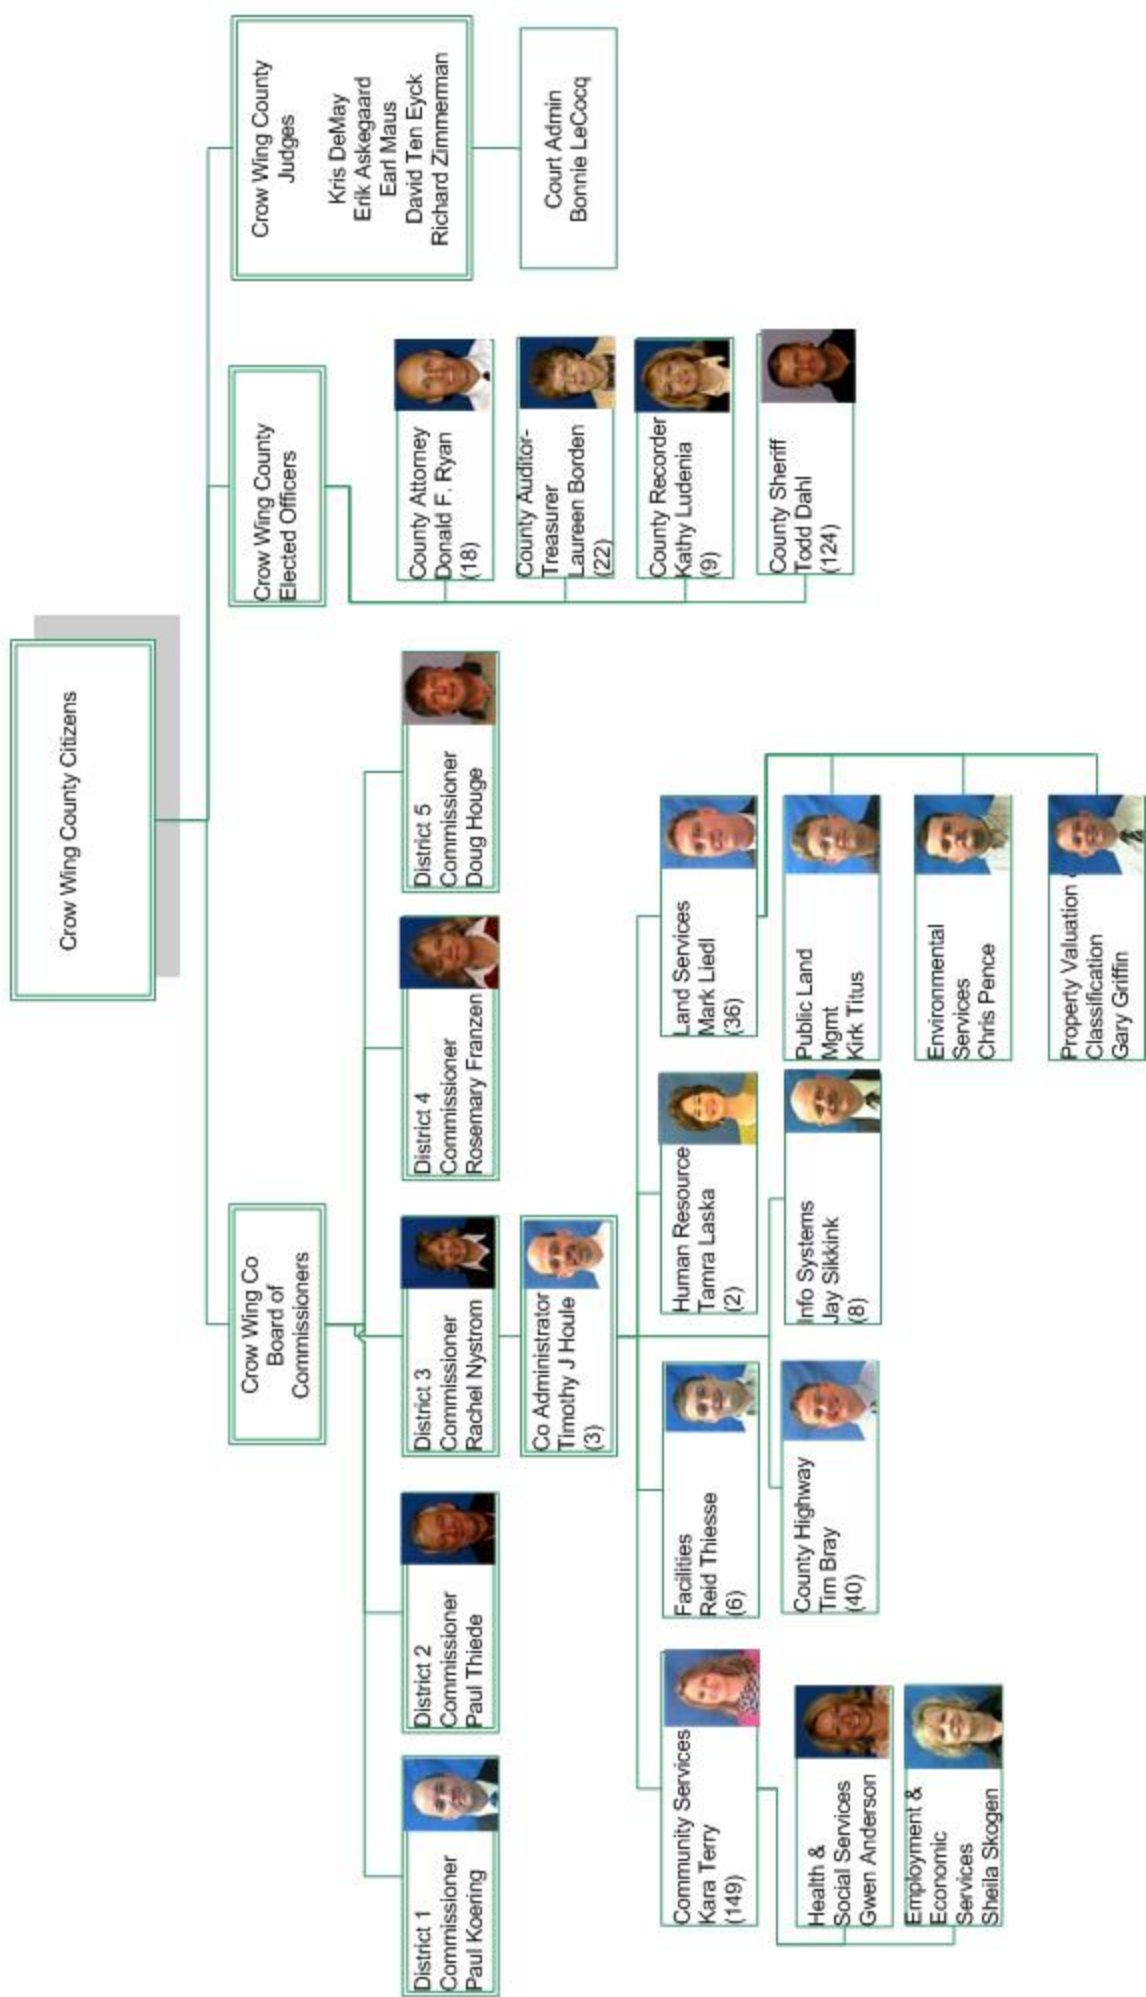 Crow Wing County Citizens
Crow Wing Co
Board of
Commissioners
Crow Wing County
Elected Officers
Crow Wing County
Judges
Kris DeMay
Erik Askegaard
Earl Maus
David Ten Eyck
Richard Zimmerman
Court Admin
Bonnie LeCocq
County Attorney
Donald F. Ryan
(18)
County Auditor-
Treasurer
Laureen Borden
(22)
County Recorder
Kathy Ludenia
(9)
County Sheriff
Todd Dahl
(124)
District 1
Commissioner
Paul Koering
District 2
Commissioner
Paul Thiede
District 3
Commissioner
Rachel Nystrom
District 4
Commissioner
Rosemary Franzen
District 5
Commissioner
Doug Houge
Co Administrator
Timothy J Houle
(3)
Community Services
Kara Terry
(149)
Facilities
Reid Thiesse
(6)
Human Resource
Tamra Laska
(2)
Land Services
Mark Liedl
(36)
County Highway
Tim Bray
(40)
Info Systems
Jay Sikkink
(8)
Health &
Social Services
Gwen Anderson
Employment &
Economic
Services
Sheila Skogen
Public Land
Mgmt
Kirk Titus
Environmental
Services
Chris Pence
Property Valuation &
Classification
Gary Griffin